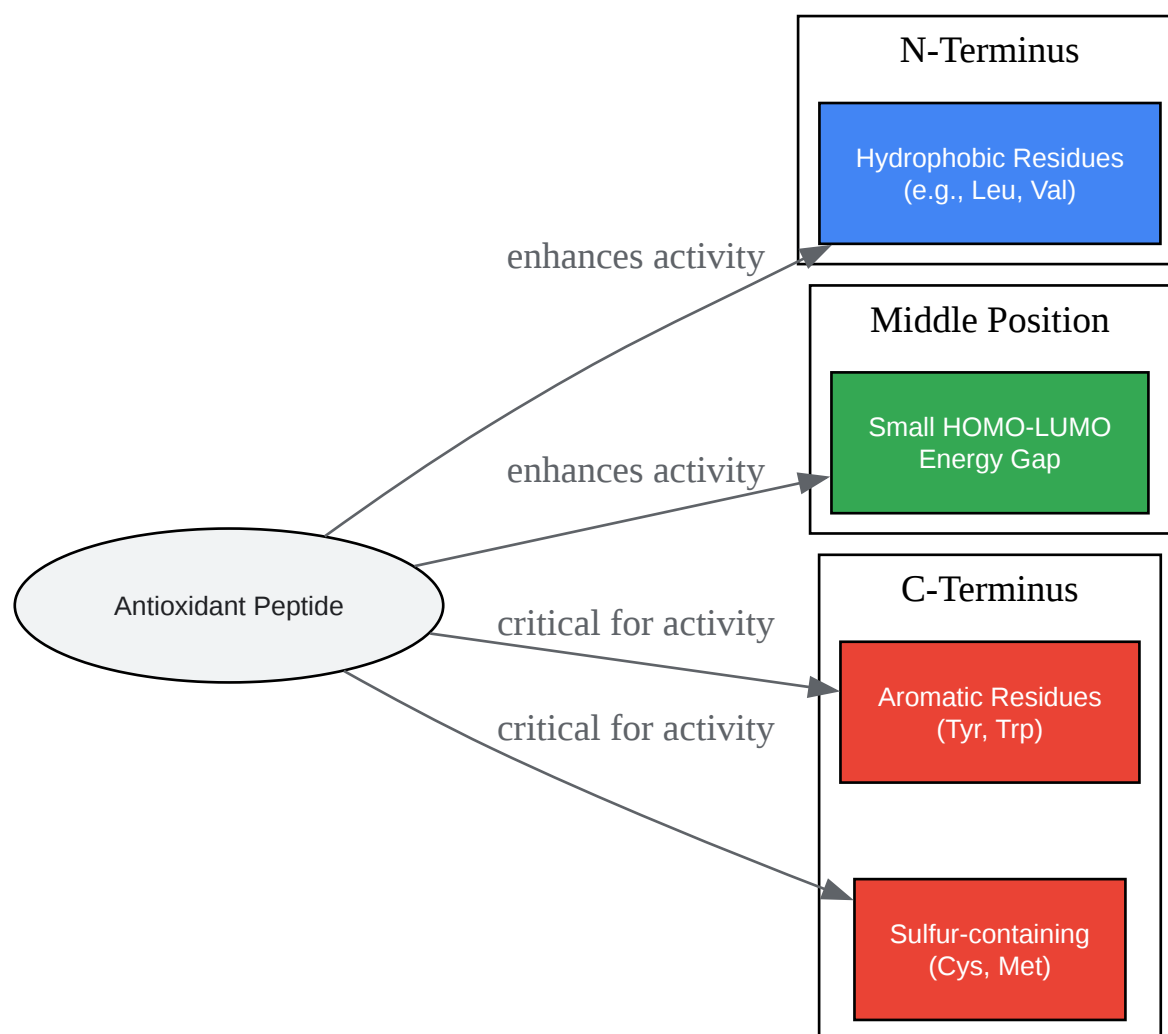 N-Terminus
Hydrophobic Residues
(e.g., Leu, Val)
enhances activity
Middle Position
Small HOMO-LUMO
Energy Gap
enhances activity
Antioxidant Peptide
C-Terminus
critical for activity
Aromatic Residues
(Tyr, Trp)
critical for activity
Sulfur-containing
(Cys, Met)